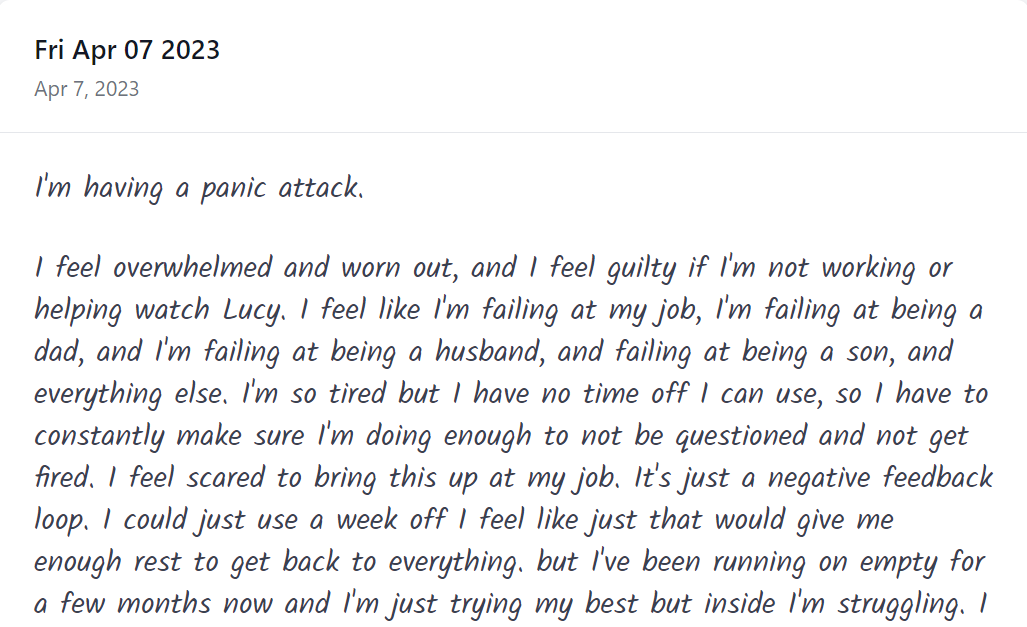 Fri Apr 07 2023
Apr 7, 2023
I'm having a panic attack.
I feel overwhelmed and worn out, and I feel guilty if I'm not working or
helping watch Lucy. I feel like I'm failing at my job, I'm failing at being a
dad, and I'm failing at being a husband, and failing at being a son, and
everything else. I'm so tired but I have no time off I can use, so I have to
constantly make sure I'm doing enough to not be questioned and not get
fired. I feel scared to bring this up at my job. It's just a negative feedback
loop. I could just use a week off I feel like just that would give me
enough rest to get back to everything. but I've been running on empty for
a few months now and I'm just trying my best but inside I'm struggling. I